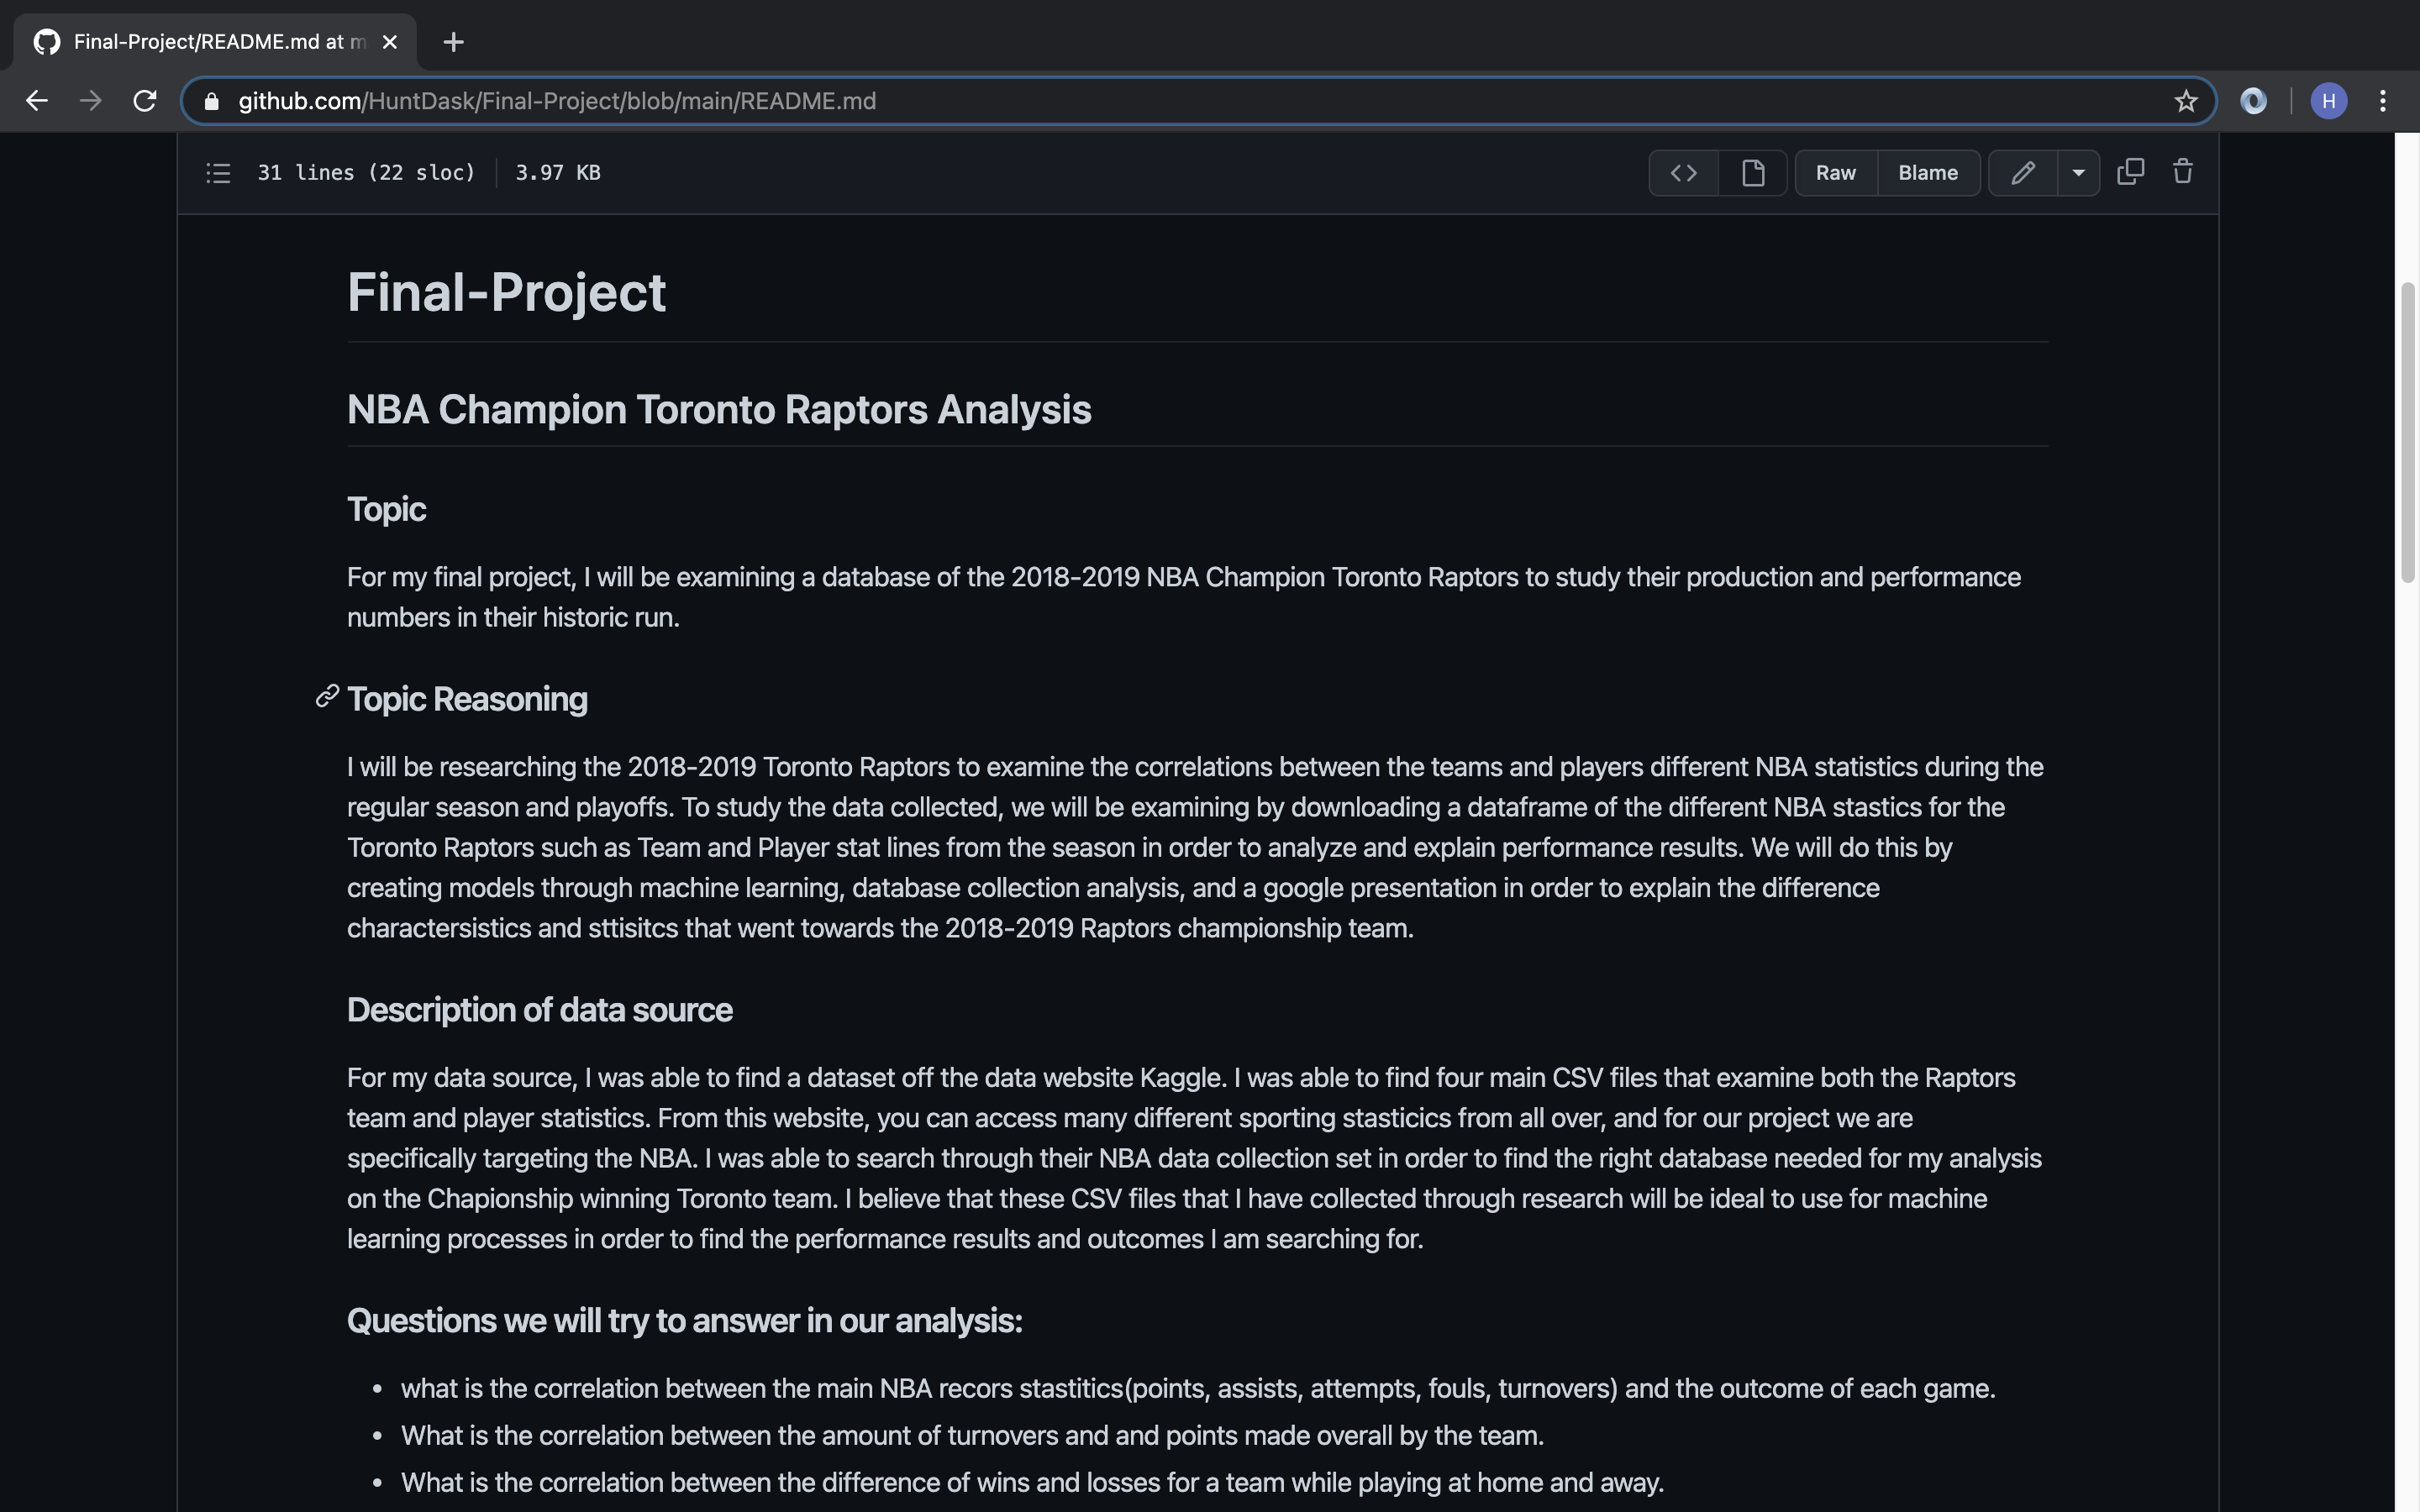 Final-Project/README.md at m
github.com/HuntDask/Final-Project/blob/main/README.md
H
31 lines (22 sloc)
3.97 KB
Raw
Blame
Final-Project
NBA Champion Toronto Raptors Analysis
Topic
For my final project, I will be examining a database of the 2018-2019 NBA Champion Toronto Raptors to study their production and performance
numbers in their historic run.
Topic Reasoning
I will be researching the 2018-2019 Toronto Raptors to examine the correlations between the teams and players different NBA statistics during the
regular season and playoffs. To study the data collected, we will be examining by downloading a dataframe of the different NBA stastics for the
Toronto Raptors such as Team and Player stat lines from the season in order to analyze and explain performance results. We will do this by
creating models through machine learning, database collection analysis, and a google presentation in order to explain the difference
charactersistics and sttisitcs that went towards the 2018-2019 Raptors championship team.
Description of data source
For my data source, I was able to find a dataset off the data website Kaggle. I was able to find four main CSV files that examine both the Raptors
team and player statistics. From this website, you can access many different sporting stasticics from all over, and for our project we are
specifically targeting the NBA. I was able to search through their NBA data collection set in order to find the right database needed for my analysis
on the Chapionship winning Toronto team. I believe that these CSV files that I have collected through research will be ideal to use for machine
learning processes in order to find the performance results and outcomes I am searching for.
Questions we will try to answer in our analysis:
• what is the correlation between the main NBA recors stastitics(points, assists, attempts, fouls, turnovers) and the outcome of each game.
• What is the correlation between the amount of turnovers and and points made overall by the team.
• What is the correlation between the difference of wins and losses for a team while playing at home and away.